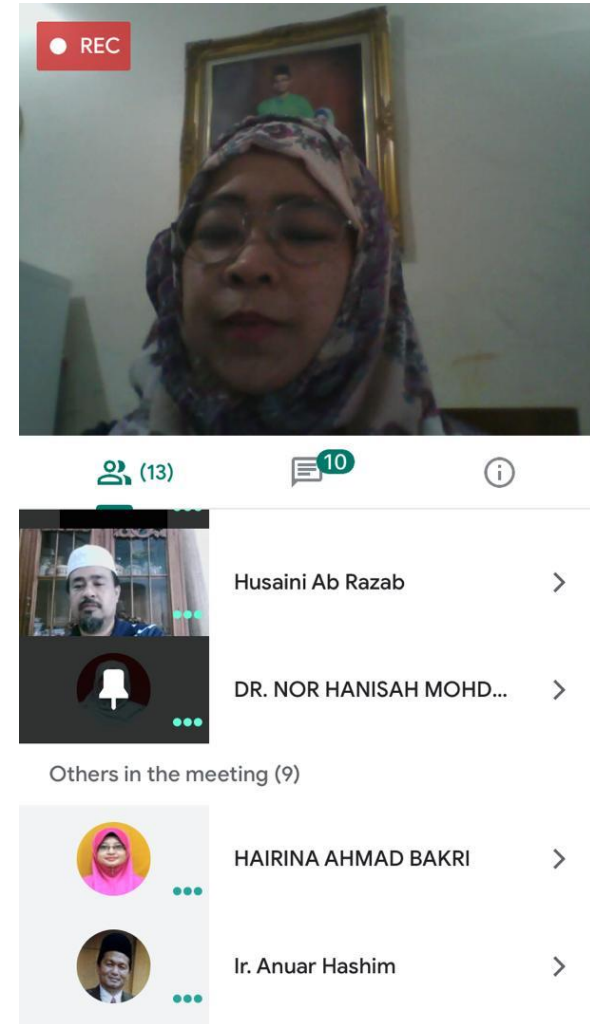 REC
(13)
10
Husaini Ab Razab
DR. NOR HANISAH MOHD...
Others in the meeting (9)
HAIRINA AHMAD BAKRI
Ir. Anuar Hashim